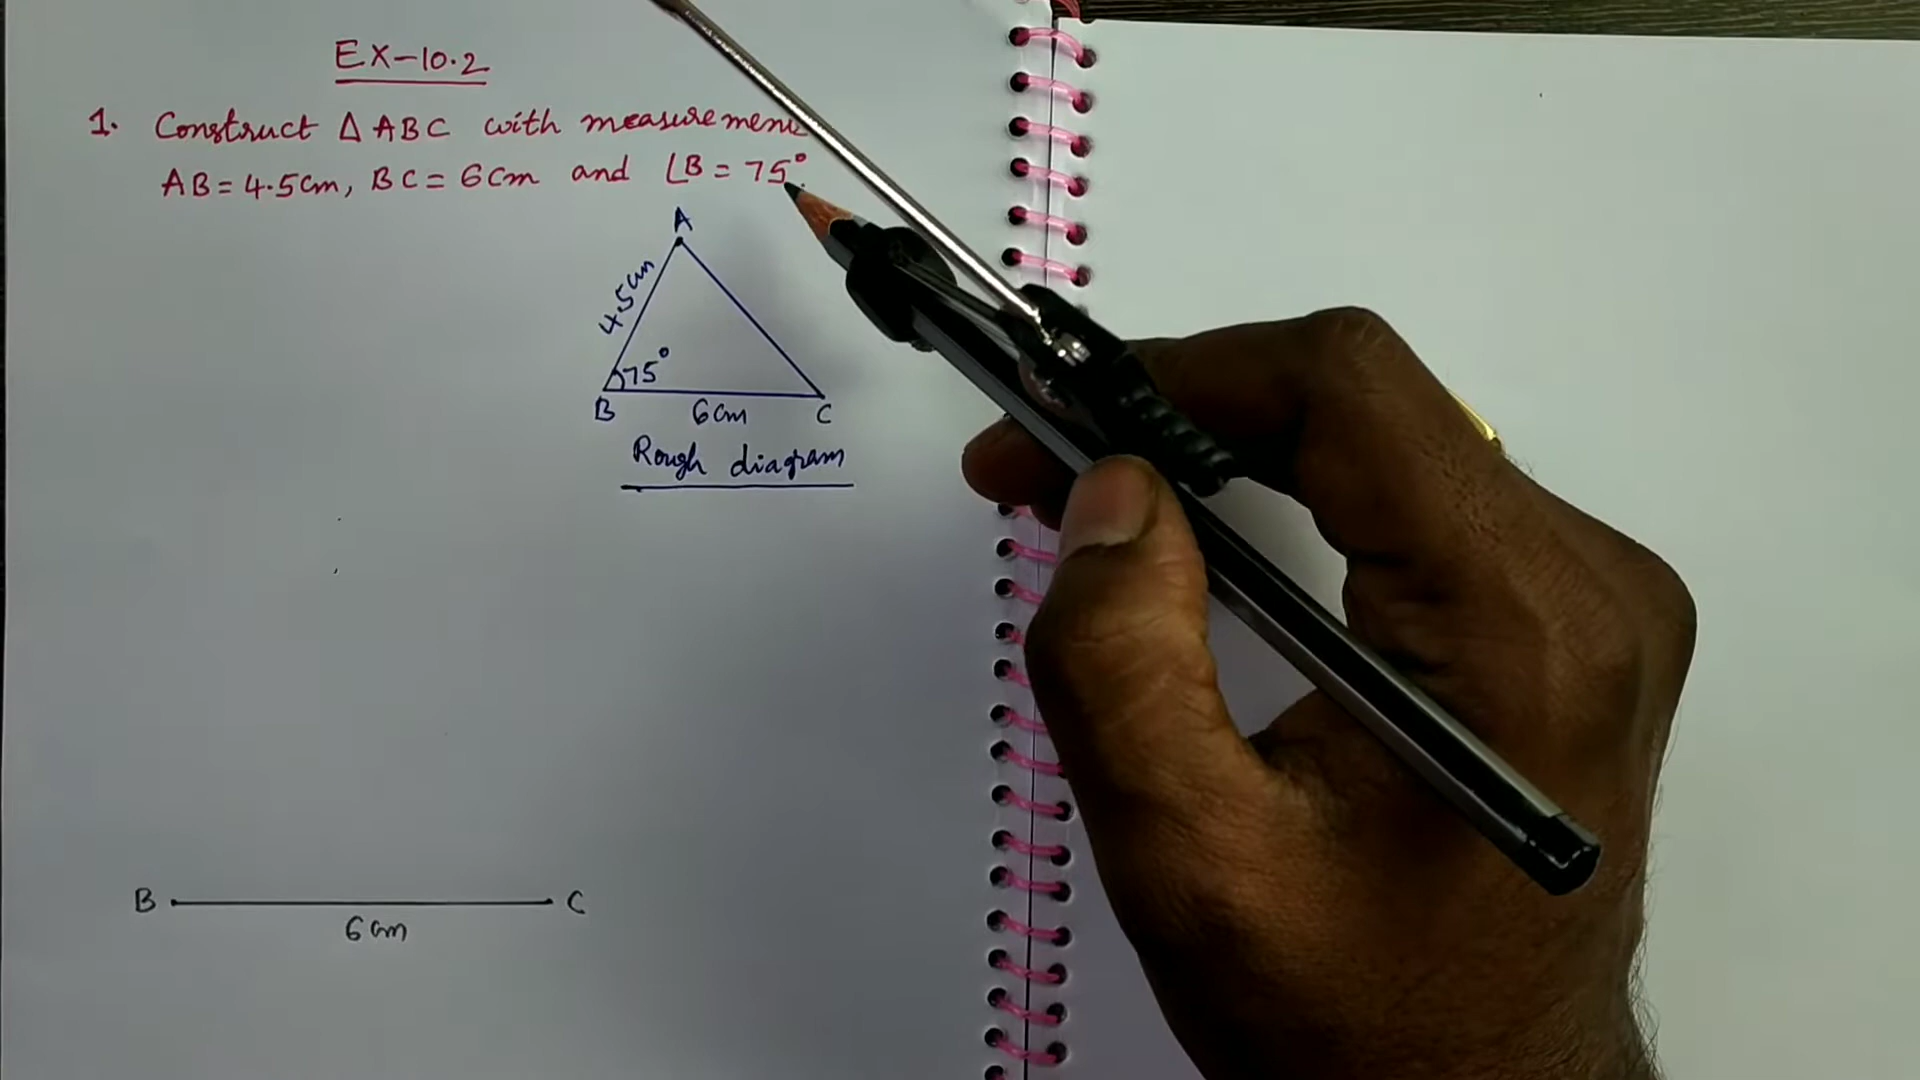 EX-10.2
1. Construct △ ABC with
AB = 4.5cm, BC = 6cm and ∠B = 75°.
A
4.5cm
75°
B 6cm C
Rough diagram
B C
6cm